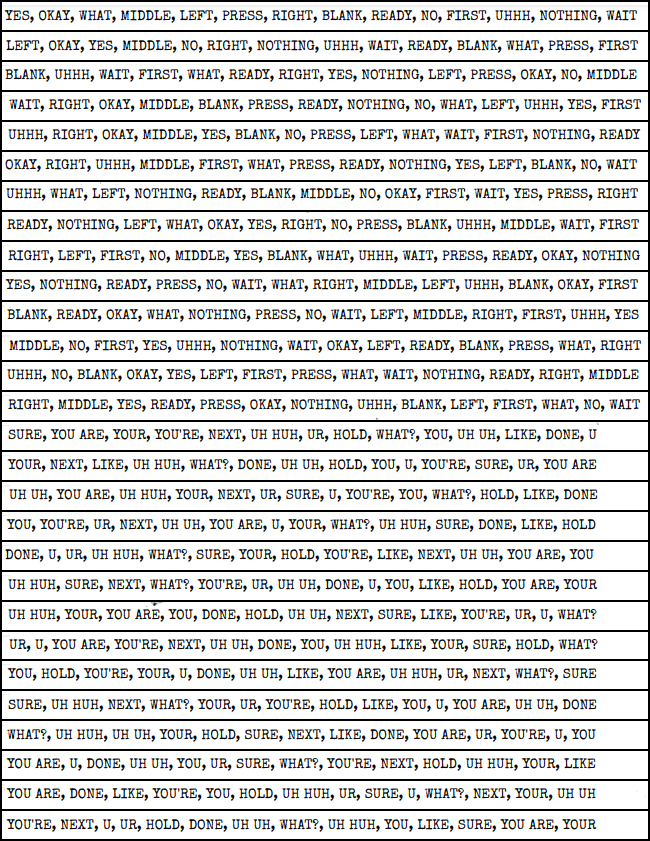 YES, OKAY, WHAT, MIDDLE, LEFT, PRESS, RIGHT, BLANK, READY, NO, FIRST, UHHH, NOTHING, WAIT
LEFT, OKAY, YES, MIDDLE, NO, RIGHT, NOTHING, UHHH, WAIT, READY, BLANK, WHAT, PRESS, FIRST
BLANK, UHHH, WAIT, FIRST, WHAT, READY, RIGHT, YES, NOTHING, LEFT, PRESS, OKAY, NO, MIDDLE
WAIT, RIGHT, OKAY, MIDDLE, BLANK, PRESS, READY, NOTHING, NO, WHAT, LEFT, UHHH, YES, FIRST
UHHH, RIGHT, OKAY, MIDDLE, YES, BLANK, NO, PRESS, LEFT, WHAT, WAIT, FIRST, NOTHING, READY
OKAY, RIGHT, UHHH, MIDDLE, FIRST, WHAT, PRESS, READY, NOTHING, YES, LEFT, BLANK, NO, WAIT
UHHH, WHAT, LEFT, NOTHING, READY, BLANK, MIDDLE, NO, OKAY, FIRST, WAIT, YES, PRESS, RIGHT
READY, NOTHING, LEFT, WHAT, OKAY, YES, RIGHT, NO, PRESS, BLANK, UHHH, MIDDLE, WAIT, FIRST
RIGHT, LEFT, FIRST, NO, MIDDLE, YES, BLANK, WHAT, UHHH, WAIT, PRESS, READY, OKAY, NOTHING
YES, NOTHING, READY, PRESS, NO, WAIT, WHAT, RIGHT, MIDDLE, LEFT, UHHH, BLANK, OKAY, FIRST
BLANK, READY, OKAY, WHAT, NOTHING, PRESS, NO, WAIT, LEFT, MIDDLE, RIGHT, FIRST, UHHH, YES
MIDDLE, NO, FIRST, YES, UHHH, NOTHING, WAIT, OKAY, LEFT, READY, BLANK, PRESS, WHAT, RIGHT
UHHH, NO, BLANK, OKAY, YES, LEFT, FIRST, PRESS, WHAT, WAIT, NOTHING, READY, RIGHT, MIDDLE
RIGHT, MIDDLE, YES, READY, PRESS, OKAY, NOTHING, UHHH, BLANK, LEFT, FIRST, WHAT, NO, WAIT
SURE, YOU ARE, YOUR, YOU'RE, NEXT, UH HUH, UR, HOLD, WHAT?, YOU, UH UH, LIKE, DONE, U
YOUR, NEXT, LIKE, UH HUH, WHAT?, DONE, UH UH, HOLD, YOU, U, YOU'RE, SURE, UR, YOU ARE
UH UH, YOU ARE, UH HUH, YOUR, NEXT, UR, SURE, U, YOU'RE, YOU, WHAT?, HOLD, LIKE, DONE
YOU, YOU'RE, UR, NEXT, UH UH, YOU ARE, U, YOUR, WHAT?, UH HUH, SURE, DONE, LIKE, HOLD
DONE, U, UR, UH HUH, WHAT?, SURE, YOUR, HOLD, YOU'RE, LIKE, NEXT, UH UH, YOU ARE, YOU
UH HUH, SURE, NEXT, WHAT?, YOU'RE, UR, UH UH, DONE, U, YOU, LIKE, HOLD, YOU ARE, YOUR
UH HUH, YOUR, YOU ARE, YOU, DONE, HOLD, UH UH, NEXT, SURE, LIKE, YOU'RE, UR, U, WHAT?
UR, U, YOU ARE, YOU'RE, NEXT, UH UH, DONE, YOU, UH HUH, LIKE, YOUR, SURE, HOLD, WHAT?
YOU, HOLD, YOU'RE, YOUR, U, DONE, UH UH, LIKE, YOU ARE, UH HUH, UR, NEXT, WHAT?, SURE
SURE, UH HUH, NEXT, WHAT?, YOUR, UR, YOU'RE, HOLD, LIKE, YOU, U, YOU ARE, UH UH, DONE
WHAT?, UH HUH, UH UH, YOUR, HOLD, SURE, NEXT, LIKE, DONE, YOU ARE, UR, YOU'RE, U, YOU
YOU ARE, U, DONE, UH UH, YOU, UR, SURE, WHAT?, YOU'RE, NEXT, HOLD, UH HUH, YOUR, LIKE
YOU ARE, DONE, LIKE, YOU'RE, YOU, HOLD, UH HUH, UR, SURE, U, WHAT?, NEXT, YOUR, UH UH
YOU'RE, NEXT, U, UR, HOLD, DONE, UH UH, WHAT?, UH HUH, YOU, LIKE, SURE, YOU ARE, YOUR